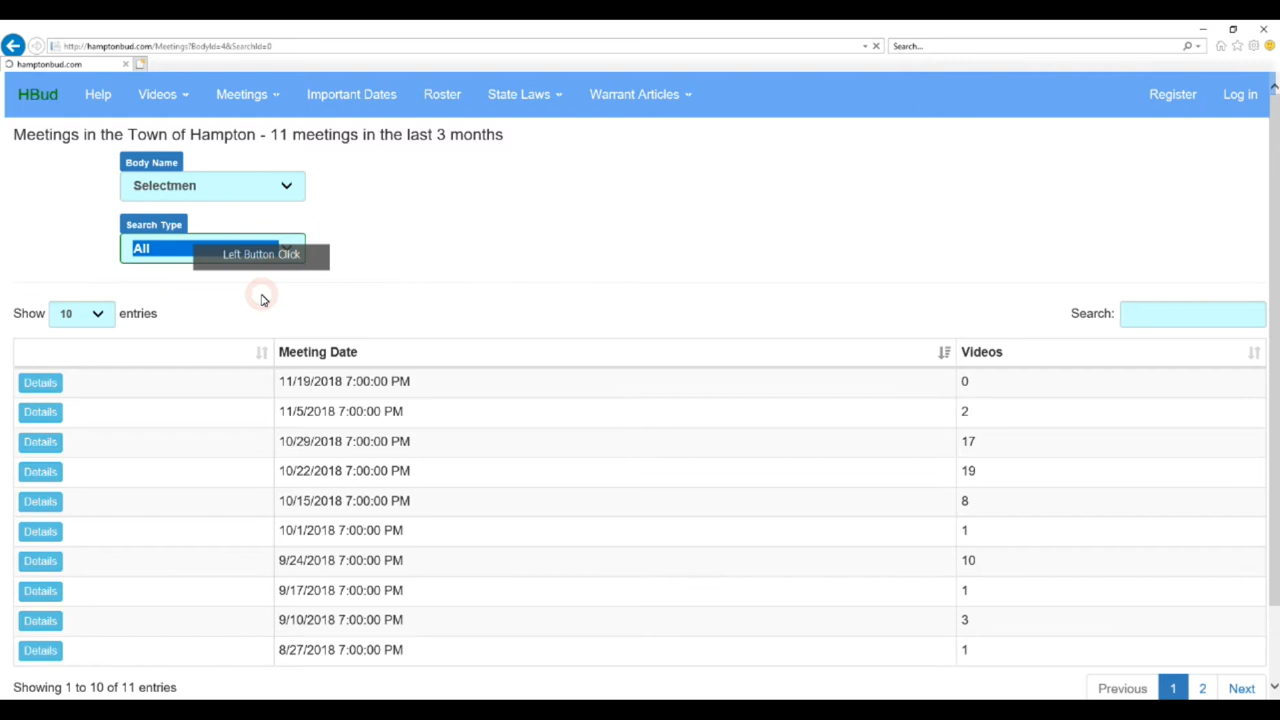 http://hamptonbud.com/Meetings?BodyId=4&SearchId=0
Search...
hamptonbud.com
HBud Help Videos Meetings Important Dates Roster State Laws Warrant Articles Register Log in
Meetings in the Town of Hampton - 11 meetings in the last 3 months
Body Name
Selectmen
Search Type
All
Left Button Click
Show 10 entries Search:
Meeting Date Videos
Details 11/19/2018 7:00:00 PM 0
Details 11/5/2018 7:00:00 PM 2
Details 10/29/2018 7:00:00 PM 17
Details 10/22/2018 7:00:00 PM 19
Details 10/15/2018 7:00:00 PM 8
Details 10/1/2018 7:00:00 PM 1
Details 9/24/2018 7:00:00 PM 10
Details 9/17/2018 7:00:00 PM 1
Details 9/10/2018 7:00:00 PM 3
Details 8/27/2018 7:00:00 PM 1
Showing 1 to 10 of 11 entries Previous 1 2 Next